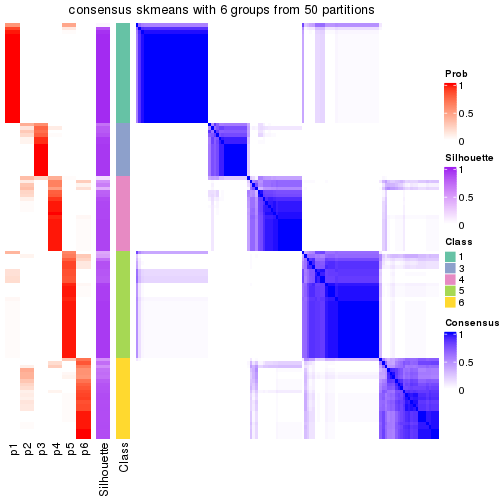 consensus skmeans with 6 groups from 50 partitions
Prob
1
0.5
0
Silhouette
1
0.5
0
Class
1
3
4
5
6
Consensus
1
0.5
0
p1
p2
p3
p4
p5
p6
Silhouette
Class